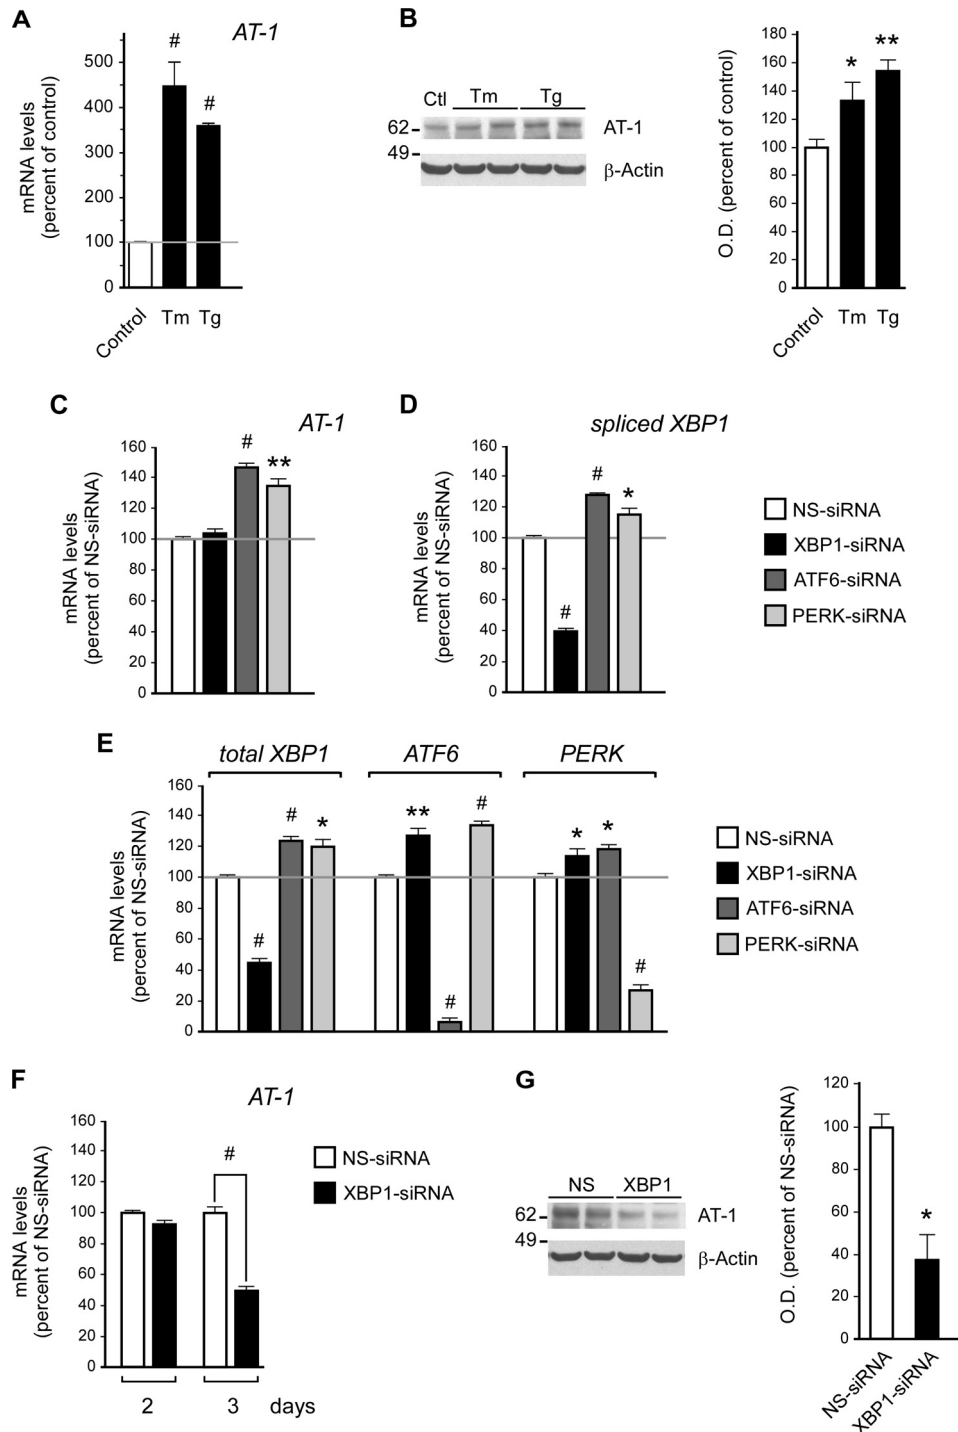 A
AT-1
mRNA levels
(percent of control)
500
400
300
200
100
0
#
#
Control
Tm
Tg
B
Ctl
Tm
Tg
62
49
AT-1
β-Actin
O.D. (percent of control)
180
160
140
120
100
80
60
40
20
0
*
**
Control
Tm
Tg
C
AT-1
mRNA levels
(percent of NS-siRNA)
160
140
120
100
80
60
40
20
0
#
**
D
spliced XBP1
mRNA levels
(percent of NS-siRNA)
160
140
120
100
80
60
40
20
0
#
#
*
NS-siRNA
XBP1-siRNA
ATF6-siRNA
PERK-siRNA
E
total XBP1
ATF6
PERK
mRNA levels
(percent of NS-siRNA)
160
140
120
100
80
60
40
20
0
#
#
*
**
#
#
*
*
#
NS-siRNA
XBP1-siRNA
ATF6-siRNA
PERK-siRNA
F
AT-1
mRNA levels
(percent of NS-siRNA)
160
140
120
100
80
60
40
20
0
#
2
3
days
NS-siRNA
XBP1-siRNA
G
NS
XBP1
62
49
AT-1
β-Actin
O.D. (percent of NS-siRNA)
120
100
80
60
40
20
0
*
NS-siRNA
XBP1-siRNA